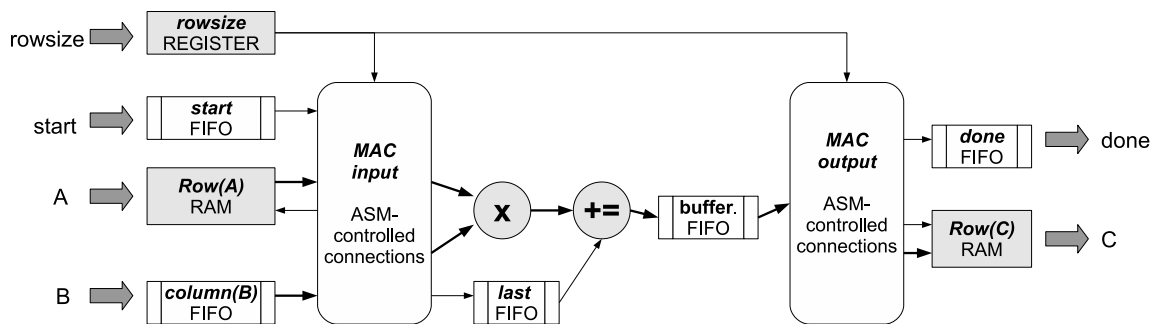 rowsize
rowsize
REGISTER
start
start
FIFO
A
Row(A)
RAM
B
column(B)
FIFO
MAC
input
ASM-
controlled
connections
x
+=
last
FIFO
buffer.
FIFO
MAC
output
ASM-
controlled
connections
done
FIFO
done
Row(C)
RAM
C